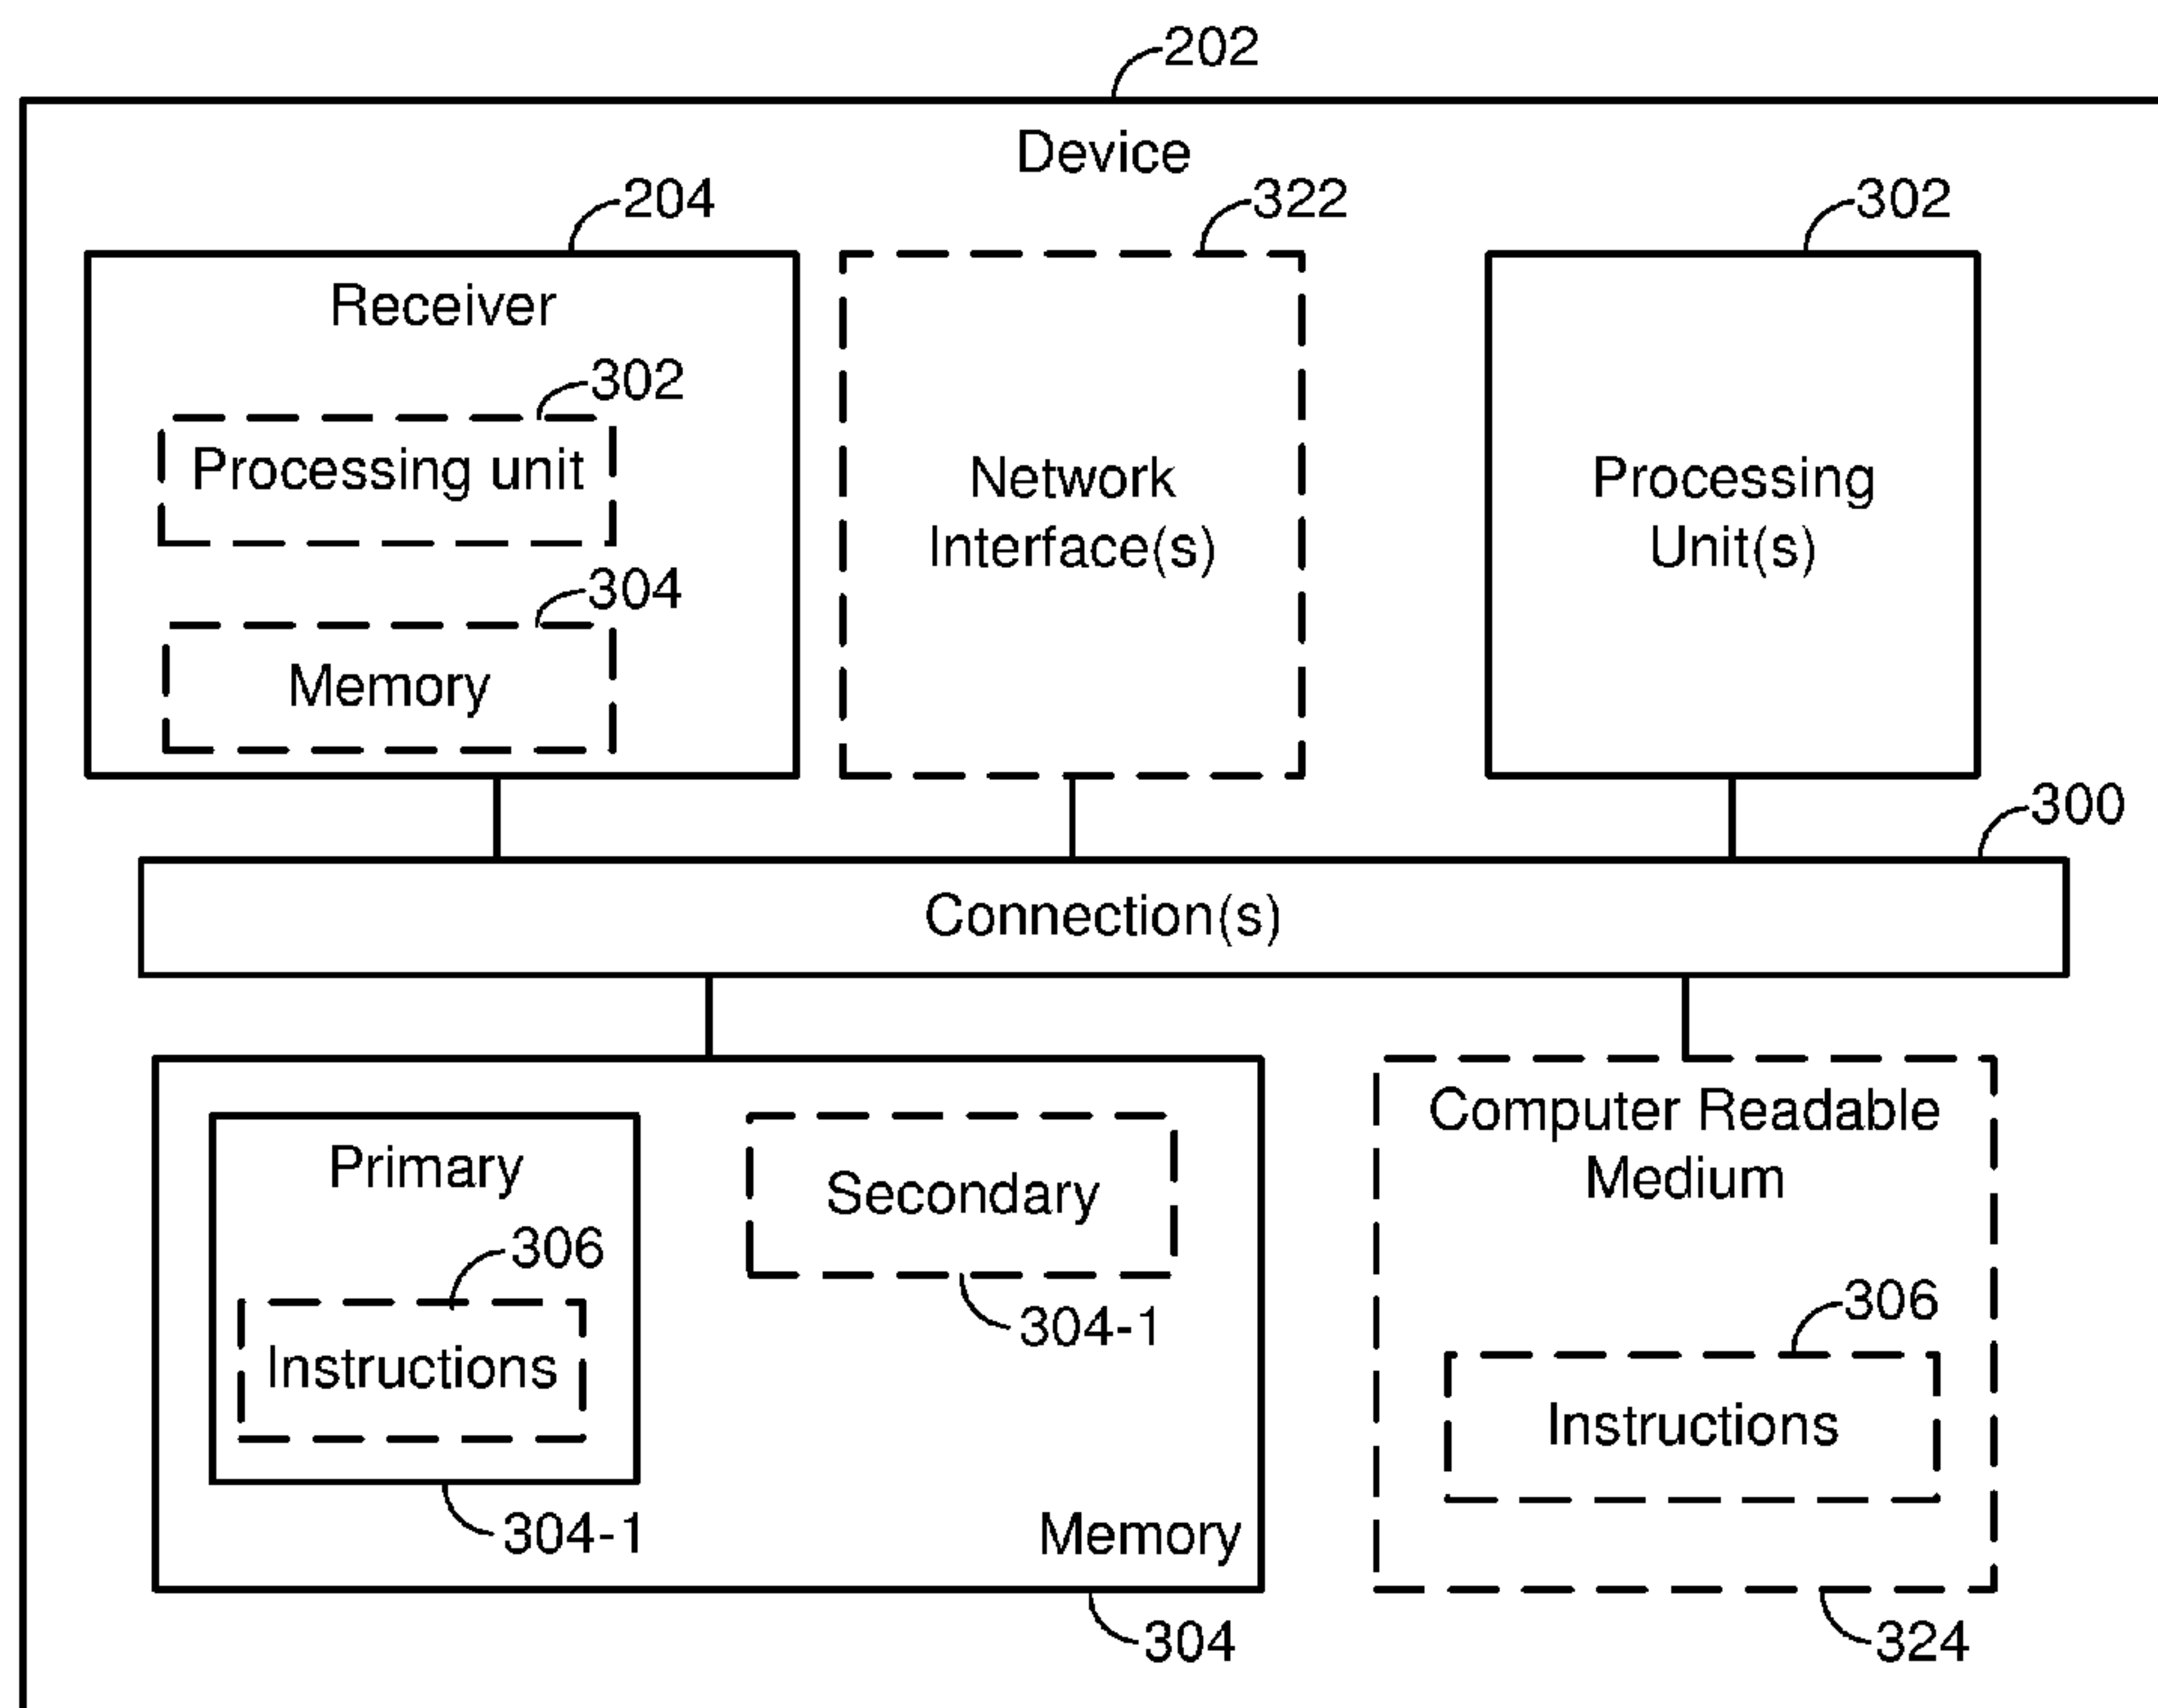 202
Device
204
322
302
Receiver
302
Processing unit
304
Memory
Network
Interface(s)
Processing
Unit(s)
300
Connection(s)
Primary
306
Instructions
304-1
Secondary
304-1
Memory
304
Computer Readable
Medium
306
Instructions
324